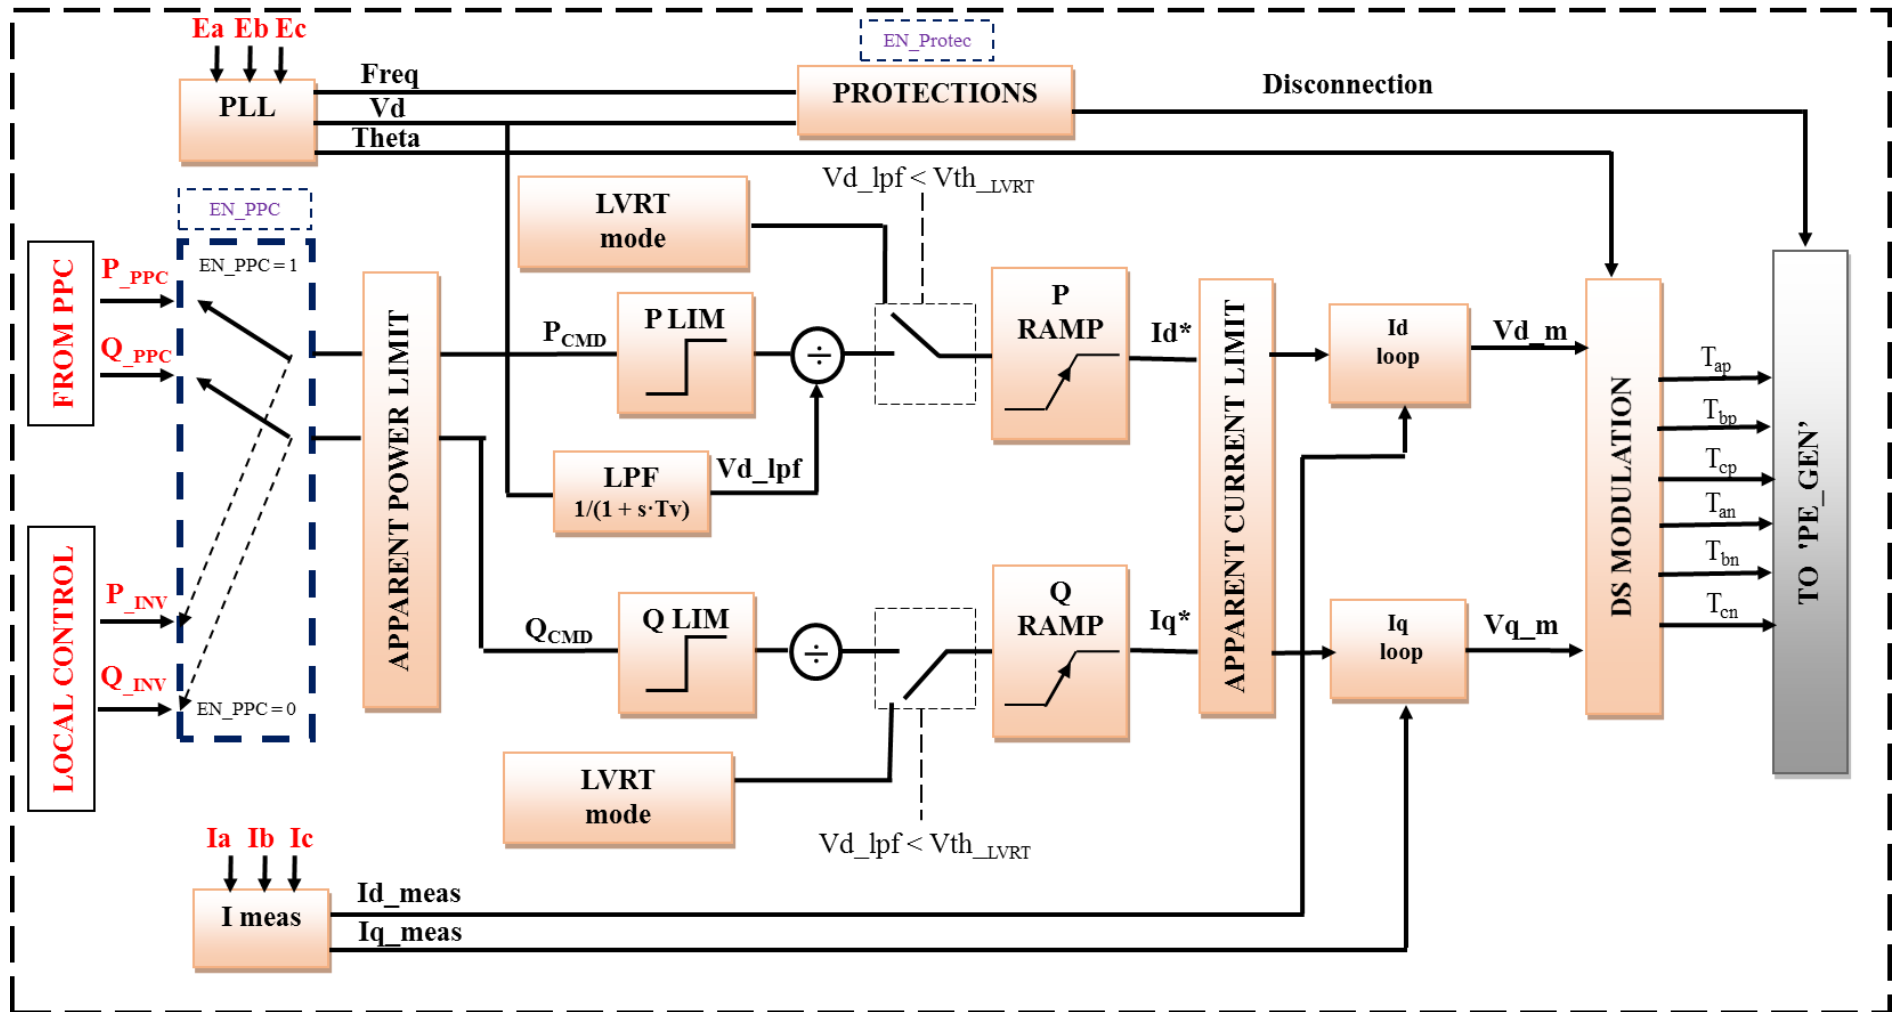 Ea Eb Ec
EN_Protec
Freq
PLL
Vd
Theta
PROTECTIONS
Disconnection
Vd_lpf < Vth_LVRT
EN_PPC
LVRT
mode
FROM PPC
P_PPC
Q_PPC
EN_PPC = 1
APPARENT POWER LIMIT
PCMD
P LIM
÷
P
RAMP
Id*
APPARENT CURRENT LIMIT
Id
loop
Vd_m
DS MODULATION
Tap
Tbp
Tcp
Tan
Tbn
Tcn
TO 'PE_GEN'
LPF
1/(1 + s·Tv)
Vd_lpf
LOCAL CONTROL
P_INV
Q_INV
EN_PPC = 0
QCMD
Q LIM
÷
Q
RAMP
Iq*
Iq
loop
Vq_m
LVRT
mode
Vd_lpf < Vth_LVRT
Ia Ib Ic
I meas
Id_meas
Iq_meas